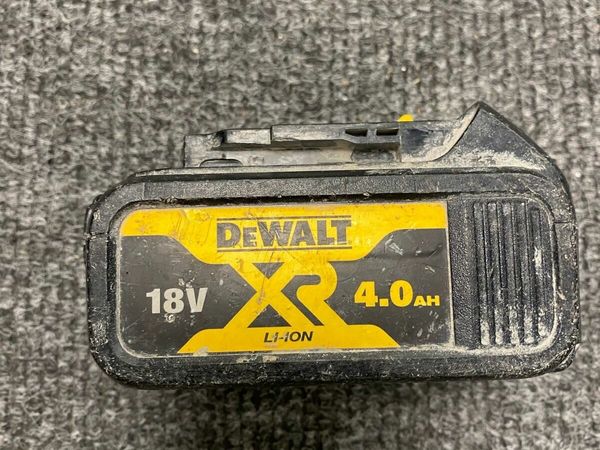 DEWALT
18V
XR
4.0AH
LI-ION